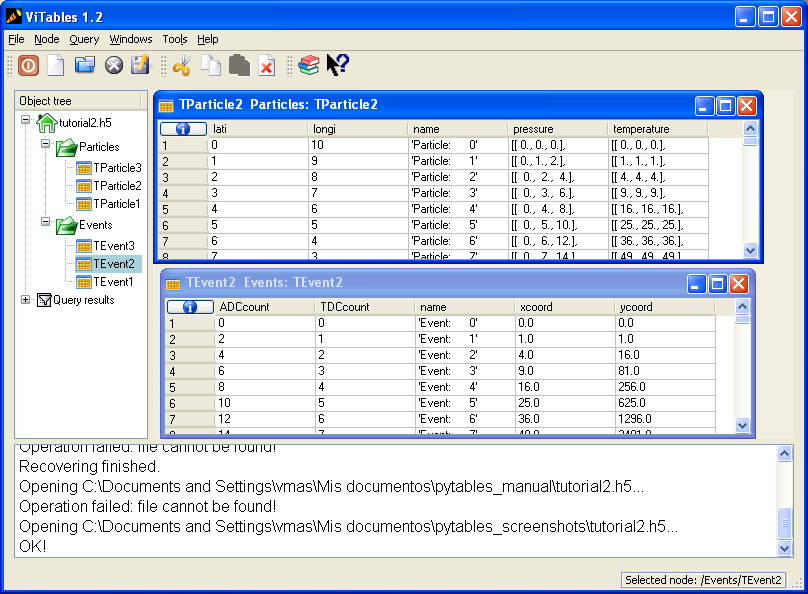 ViTables 1.2
File Node Query Windows Tools Help
Object tree
tutorial2.h5
Particles
TParticle3
TParticle2
TParticle1
Events
TEvent3
TEvent2
TEvent1
Query results
TParticle2 Particles: TParticle2
lati longi name pressure temperature
1 0 10 'Particle: 0' [[ 0., 0., 0.], [[ 0., 0., 0.],
2 1 9 'Particle: 1' [[ 0., 1., 2.], [[ 1., 1., 1.],
3 2 8 'Particle: 2' [[ 0., 2., 4.], [[ 4., 4., 4.],
4 3 7 'Particle: 3' [[ 0., 3., 6.], [[ 9., 9., 9.],
5 4 6 'Particle: 4' [[ 0., 4., 8.], [[ 16., 16., 16.],
6 5 5 'Particle: 5' [[ 0., 5., 10.], [[ 25., 25., 25.],
7 6 4 'Particle: 6' [[ 0., 6., 12.], [[ 36., 36., 36.],
8 7 3 'Particle: 7' [[ 0., 7., 14.], [[ 49., 49., 49.],
TEvent2 Events: TEvent2
ADCcount TDCcount name xcoord ycoord
1 0 0 'Event: 0' 0.0 0.0
2 2 1 'Event: 1' 1.0 1.0
3 4 2 'Event: 2' 4.0 16.0
4 6 3 'Event: 3' 9.0 81.0
5 8 4 'Event: 4' 16.0 256.0
6 10 5 'Event: 5' 25.0 625.0
7 12 6 'Event: 6' 36.0 1296.0
8 14 7 'Event: 7' 49.0 2401.0
Operation failed: file cannot be found!
Recovering finished.
Opening C:\Documents and Settings\vmas\Mis documentos\pytables_manual\tutorial2.h5...
Operation failed: file cannot be found!
Opening C:\Documents and Settings\vmas\Mis documentos\pytables_screenshots\tutorial2.h5...
OK!
Selected node: /Events/TEvent2